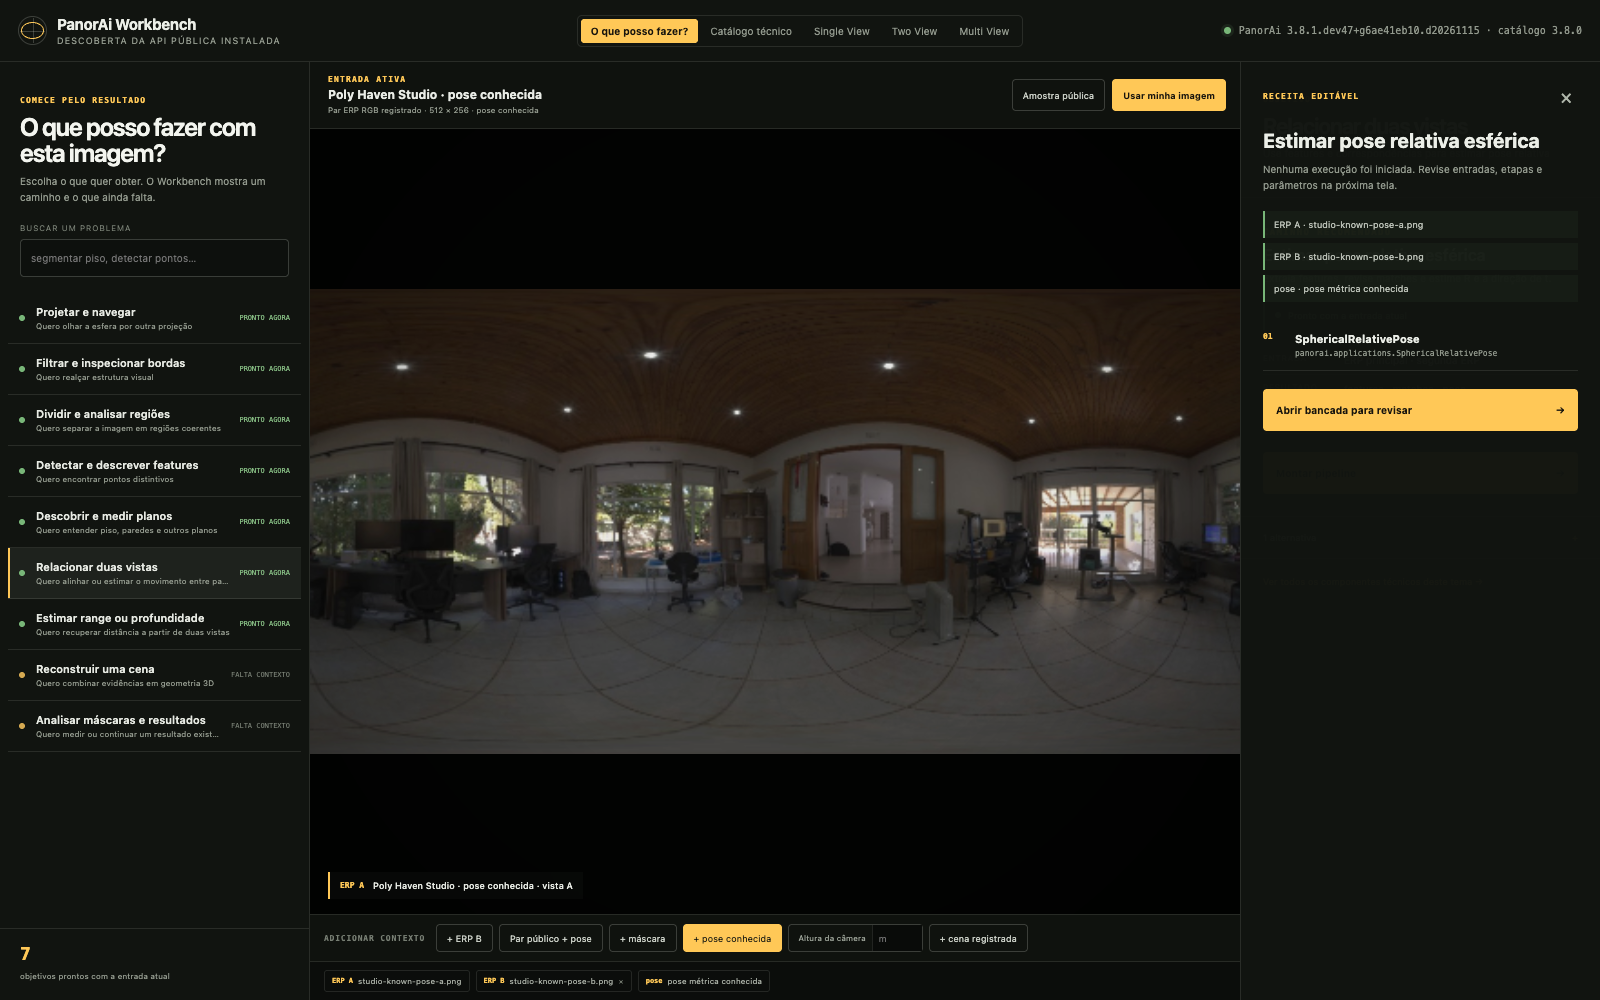 PanorAi Workbench
DESCOBERTA DA API PÚBLICA INSTALADA
O que posso fazer?
Catálogo técnico
Single View
Two View
Multi View
PanorAi 3.8.1.dev47+g6ae41eb10.d20261115 · catálogo 3.8.0
COMECE PELO RESULTADO
O que posso fazer com
esta imagem?
Escolha o que quer obter. O Workbench mostra um
caminho e o que ainda falta.
BUSCAR UM PROBLEMA
segmentar piso, detectar pontos...
Projetar e navegar
Quero olhar a esfera por outra projeção
PRONTO AGORA
Filtrar e inspecionar bordas
Quero realçar estrutura visual
PRONTO AGORA
Dividir e analisar regiões
Quero separar a imagem em regiões coerentes
PRONTO AGORA
Detectar e descrever features
Quero encontrar pontos distintivos
PRONTO AGORA
Descobrir e medir planos
Quero entender piso, paredes e outros planos
PRONTO AGORA
Relacionar duas vistas
Quero alinhar ou estimar o movimento entre pa...
PRONTO AGORA
Estimar range ou profundidade
Quero recuperar distância a partir de duas vistas
PRONTO AGORA
Reconstruir uma cena
Quero combinar evidências em geometria 3D
FALTA CONTEXTO
Analisar máscaras e resultados
Quero medir ou continuar um resultado exist...
FALTA CONTEXTO
7
objetivos prontos com a entrada atual
ENTRADA ATIVA
Poly Haven Studio · pose conhecida
Par ERP RGB registrado · 512 × 256 · pose conhecida
Amostra pública
Usar minha imagem
ERP A Poly Haven Studio · pose conhecida · vista A
ADICIONAR CONTEXTO
+ ERP B
Par público + pose
+ máscara
+ pose conhecida
Altura da câmera
m
+ cena registrada
ERP A studio-known-pose-a.png
ERP B studio-known-pose-b.png ×
pose pose métrica conhecida
RECEITA EDITÁVEL
×
Relacionar duas vistas
Estimar pose relativa esférica
Nenhuma execução foi iniciada. Revise entradas, etapas e
parâmetros na próxima tela.
ERP A · studio-known-pose-a.png
ERP B · studio-known-pose-b.png
pose · pose métrica conhecida
01
SphericalRelativePose
panorai.applications.SphericalRelativePose
Abrir bancada para revisar →